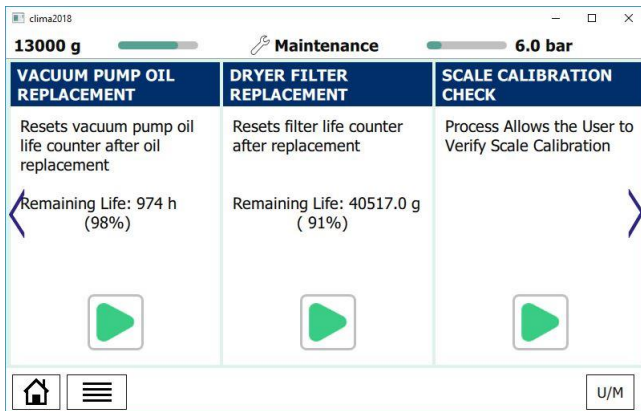 clima2018
13000 g
Maintenance
6.0 bar
VACUUM PUMP OIL
REPLACEMENT
Resets vacuum pump oil
life counter after oil
replacement
Remaining Life: 974 h
(98%)
DRYER FILTER
REPLACEMENT
Resets filter life counter
after replacement
Remaining Life: 40517.0 g
( 91%)
SCALE CALIBRATION
CHECK
Process Allows the User to
Verify Scale Calibration
U/M